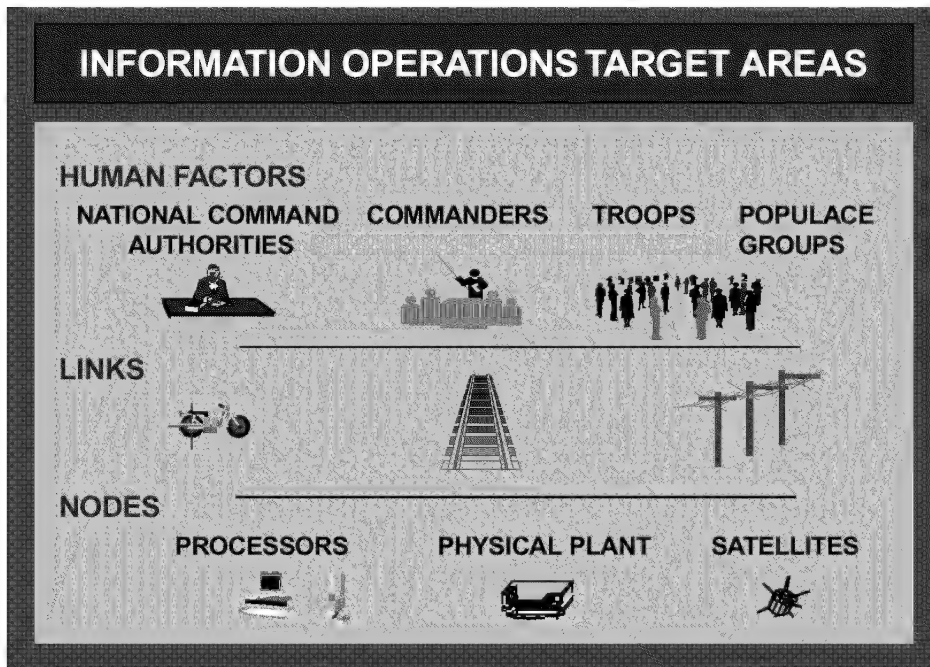 INFORMATION OPERATIONS TARGET AREAS
HUMAN FACTORS
NATIONAL COMMAND AUTHORITIES
COMMANDERS
TROOPS
POPULACE GROUPS
LINKS
NODES
PROCESSORS
PHYSICAL PLANT
SATELLITES